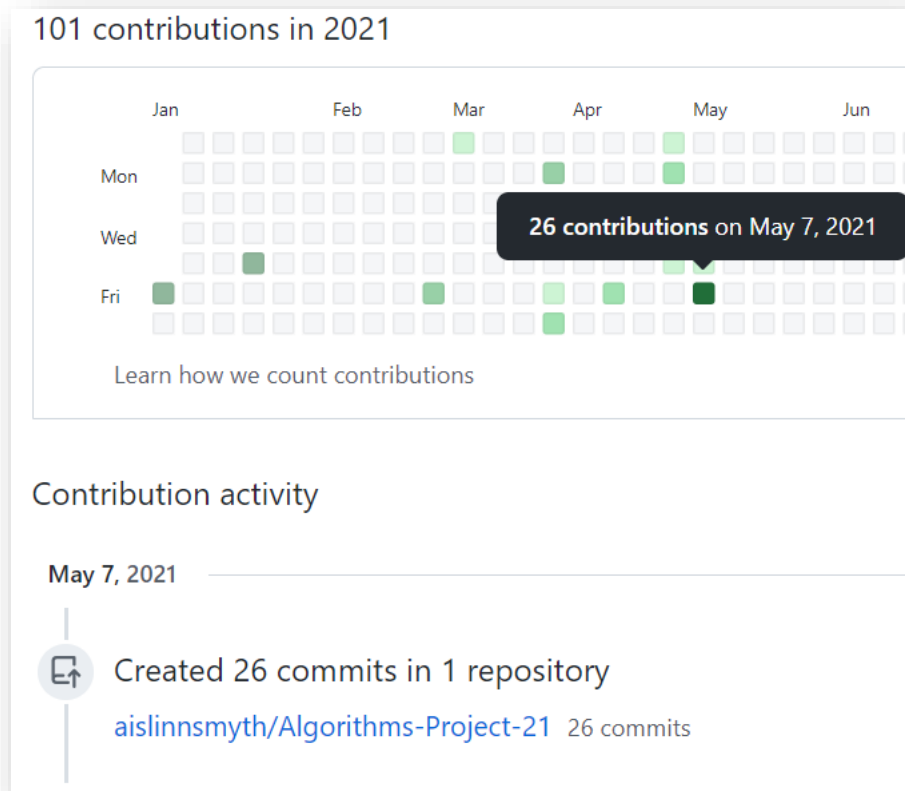 101 contributions in 2021
Jan Feb Mar Apr May Jun
Mon
Wed
26 contributions on May 7, 2021
Fri
Learn how we count contributions
Contribution activity
May 7, 2021
Created 26 commits in 1 repository
aislinnsmyth/Algorithms-Project-21 26 commits